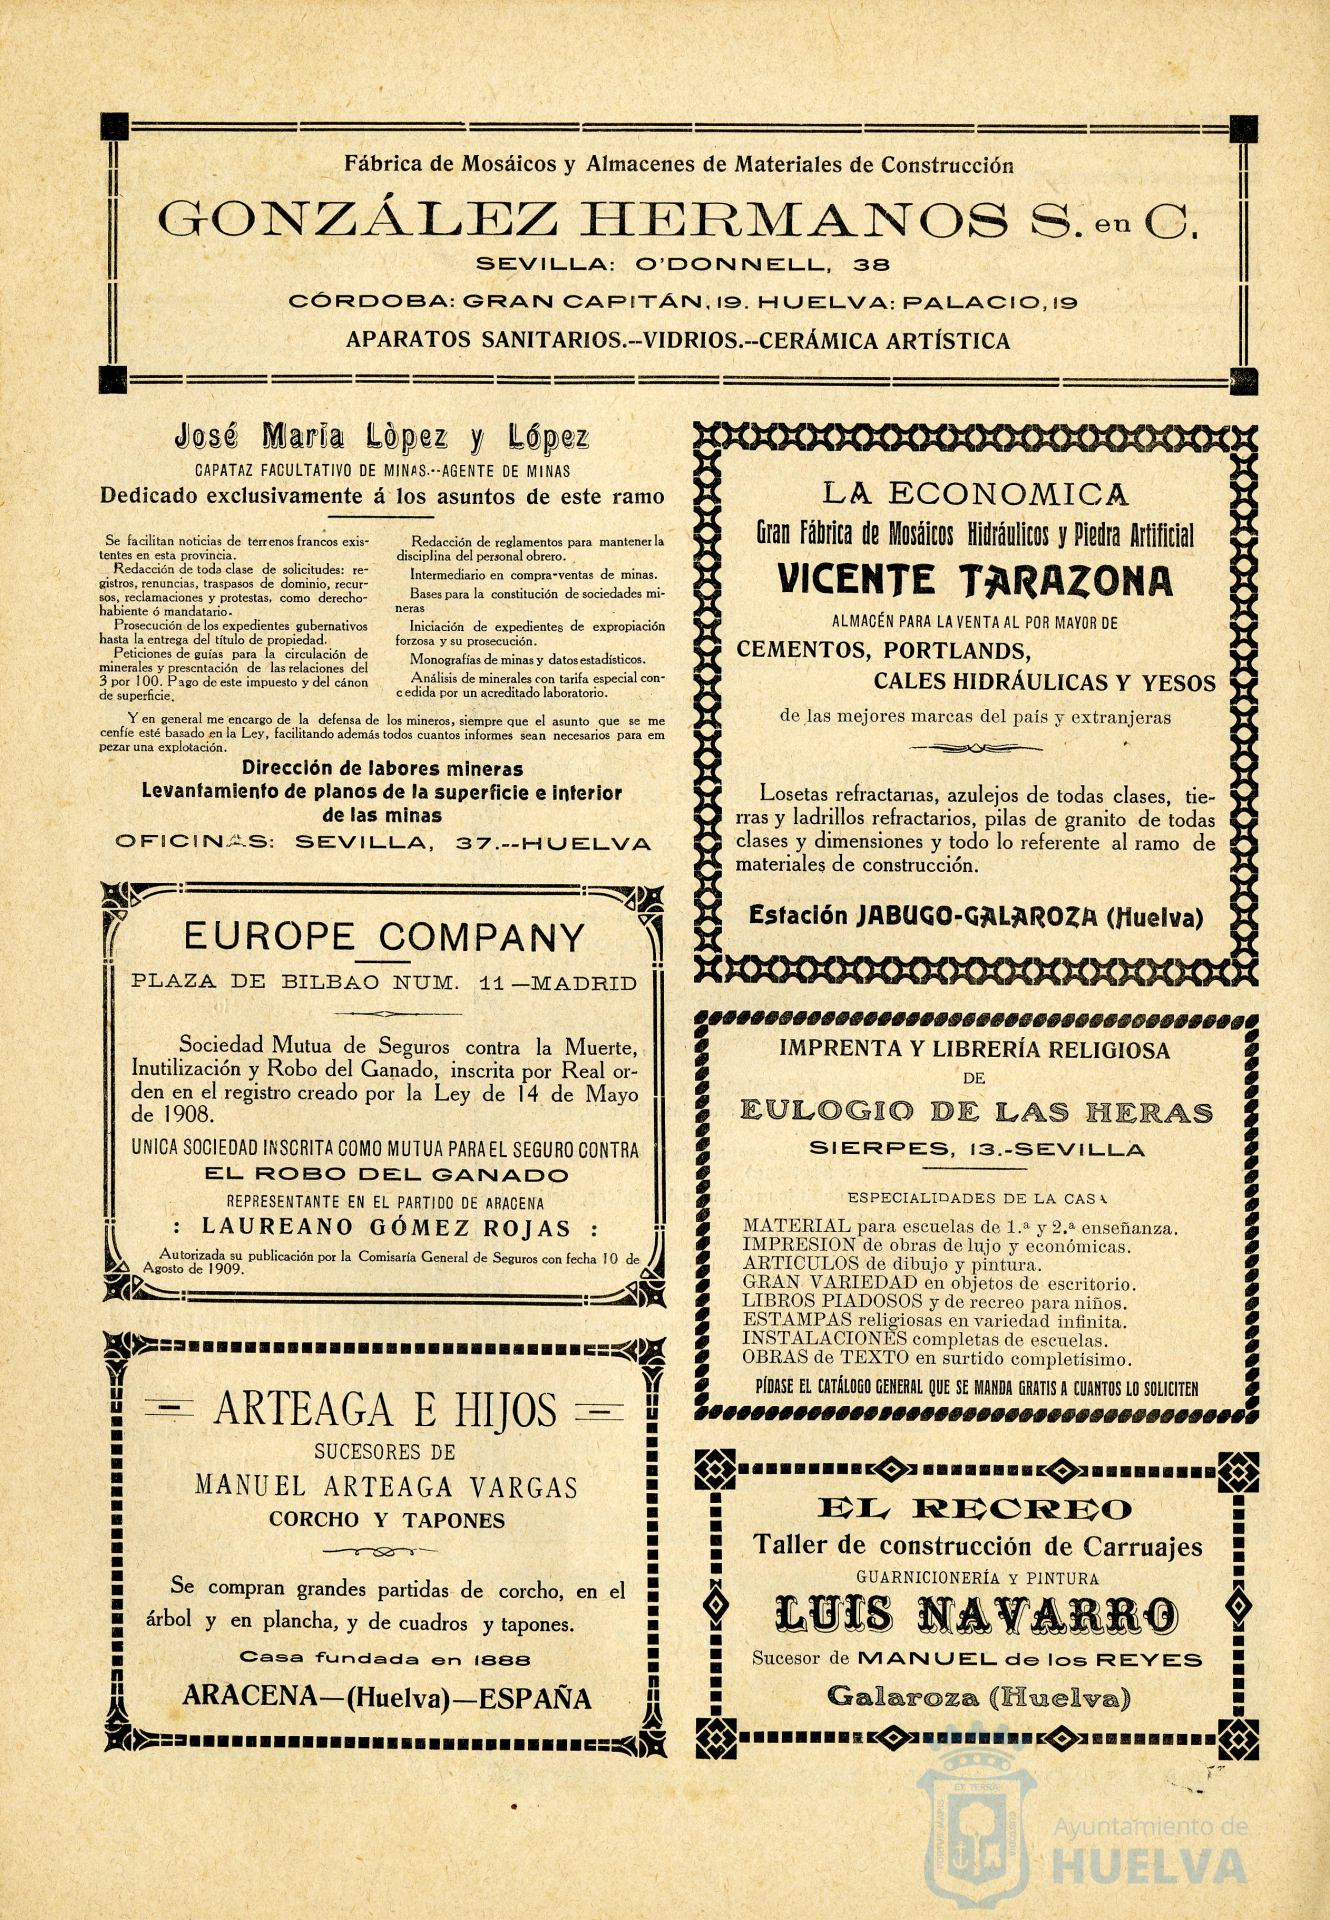 Fábrica de Mosáicos y Almacenes de Materiales de Construcción
GONZÁLEZ HERMANOS S. en C.
SEVILLA: O'DONNELL, 38
CÓRDOBA: GRAN CAPITÁN, 19. HUELVA: PALACIO, 19
APARATOS SANITARIOS.--VIDRIOS.--CERÁMICA ARTÍSTICA
José María Lòpez y López
CAPATAZ FACULTATIVO DE MINAS.--AGENTE DE MINAS
Dedicado exclusivamente á los asuntos de este ramo
Se facilitan noticias de terrenos francos exis-
tentes en esta provincia.
Redacción de toda clase de solicitudes: re-
gistros, renuncias, traspasos de dominio, recur-
sos, reclamaciones y protestas, como derecho-
habiente ó mandatario.
Prosecución de los expedientes gubernativos
hasta la entrega del título de propiedad.
Peticiones de guías para la circulación de
minerales y presentación de las relaciones del
3 por 100. Pago de este impuesto y del cánon
de superficie.
Redacción de reglamentos para mantener la
disciplina del personal obrero.
Intermediario en compra-ventas de minas.
Bases para la constitución de sociedades mi-
neras
Iniciación de expedientes de expropiación
forzosa y su prosecución.
Monografías de minas y datos estadísticos.
Análisis de minerales con tarifa especial con-
cedida por un acreditado laboratorio.
Y en general me encargo de la defensa de los mineros, siempre que el asunto que se me
cenfíe esté basado en la Ley, facilitando además todos cuantos informes sean necesarios para em
pezar una explotación.
Dirección de labores mineras
Levantamiento de planos de la superficie e interior
de las minas
OFICINAS: SEVILLA, 37.--HUELVA
EUROPE COMPANY
PLAZA DE BILBAO NUM. 11—MADRID
Sociedad Mutua de Seguros contra la Muerte,
Inutilización y Robo del Ganado, inscrita por Real or-
den en el registro creado por la Ley de 14 de Mayo
de 1908.
UNICA SOCIEDAD INSCRITA COMO MUTUA PARA EL SEGURO CONTRA
EL ROBO DEL GANADO
REPRESENTANTE EN EL PARTIDO DE ARACENA
: LAUREANO GÓMEZ ROJAS :
Autorizada su publicación por la Comisaría General de Seguros con fecha 10 de
Agosto de 1909.
ARTEAGA E HIJOS
SUCESORES DE
MANUEL ARTEAGA VARGAS
CORCHO Y TAPONES
Se compran grandes partidas de corcho, en el
árbol y en plancha, y de cuadros y tapones.
Casa fundada en 1888
ARACENA—(Huelva)—ESPAÑA
LA ECONOMICA
Gran Fábrica de Mosáicos Hidráulicos y Piedra Artificial
VICENTE TARAZONA
ALMACÉN PARA LA VENTA AL POR MAYOR DE
CEMENTOS, PORTLANDS,
CALES HIDRÁULICAS Y YESOS
de las mejores marcas del país y extranjeras
Losetas refractarias, azulejos de todas clases, tie-
rras y ladrillos refractarios, pilas de granito de todas
clases y dimensiones y todo lo referente al ramo de
materiales de construcción.
Estación JABUGO-GALAROZA (Huelva)
IMPRENTA Y LIBRERÍA RELIGIOSA
DE
EULOGIO DE LAS HERAS
SIERPES, 13.-SEVILLA
ESPECIALIDADES DE LA CASA
MATERIAL para escuelas de 1.ª y 2.ª enseñanza.
IMPRESION de obras de lujo y económicas.
ARTICULOS de dibujo y pintura.
GRAN VARIEDAD en objetos de escritorio.
LIBROS PIADOSOS y de recreo para niños.
ESTAMPAS religiosas en variedad infinita.
INSTALACIONES completas de escuelas.
OBRAS de TEXTO en surtido completísimo.
PÍDASE EL CATÁLOGO GENERAL QUE SE MANDA GRATIS A CUANTOS LO SOLICITEN
EL RECREO
Taller de construcción de Carruajes
GUARNICIONERÍA Y PINTURA
LUIS NAVARRO
Sucesor de MANUEL de los REYES
Galaroza (Huelva)
EX TERRA
PORTUS MARIS
CUSTODIA
Ayuntamiento de
HUELVA